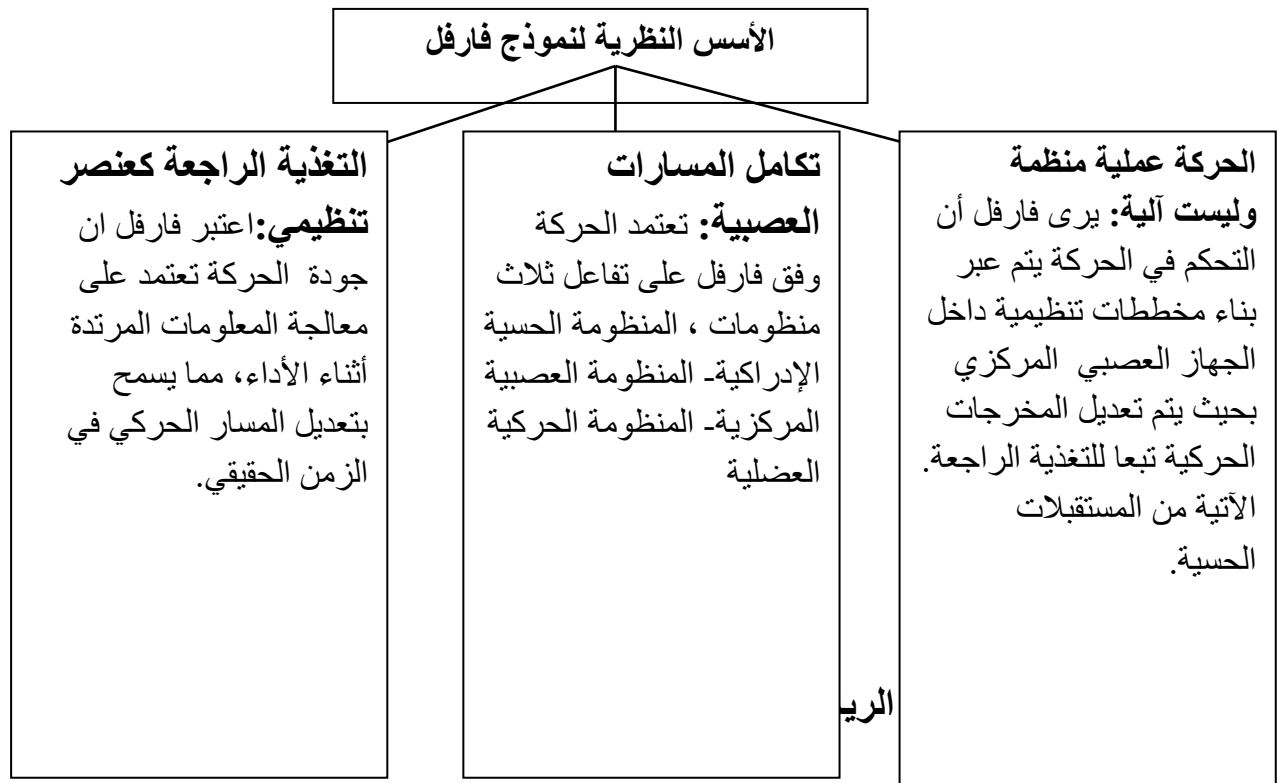 الأسس النظرية لنموذج فارفل
الحركة عملية منظمة
وليست آلية: يرى فارفل أن
التحكم في الحركة يتم عبر
بناء مخططات تنظيمية داخل
الجهاز العصبي المركزي
بحيث يتم تعديل المخرجات
الحركية تبعا للتغذية الراجعة.
الآتية من المستقبلات
الحسية.
تكامل المسارات
العصبية: تعتمد الحركة
وفق فارفل على تفاعل ثلاث
منظومات ، المنظومة الحسية
الإدراكية- المنظومة العصبية
المركزية- المنظومة الحركية
العضلية
التغذية الراجعة كعنصر
تنظيمي:اعتبر فارفل ان
جودة الحركة تعتمد على
معالجة المعلومات المرتدة
أثناء الأداء، مما يسمح
بتعديل المسار الحركي في
الزمن الحقيقي.